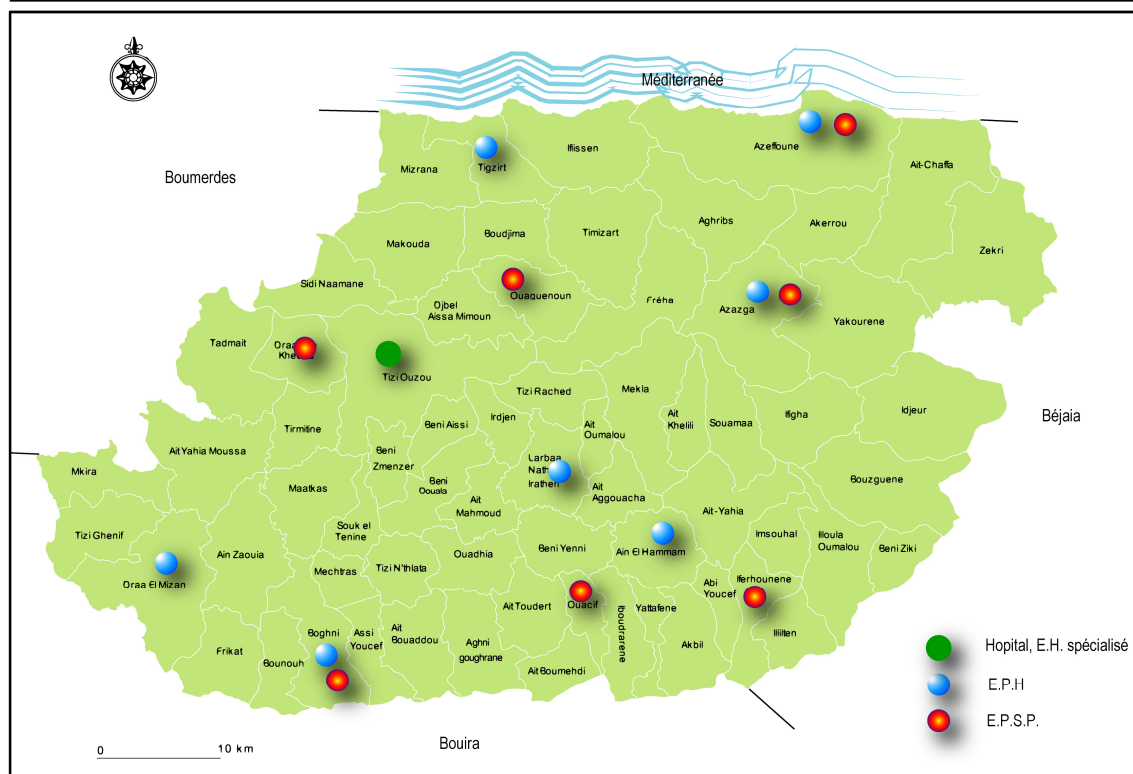 Méditerranée
Azeffoune
Iflissen
Tigzirt
Mizrana
Ait-Chaffa
Boumerdes
Aghribs
Akerrou
Boudjima
Timizart
Makouda
Zekri
Sidi Naamane
Ouaguenoun
Djbel
Aissa Mimoun
Fréha
Azazga
Yakourene
Tadmait
Draa
Khedda
Tizi Ouzou
Tizi Rached
Mekla
Ait
Khelili
Souamaa
Ifigha
Idjeur
Béjaia
Irdjen
Beni Aissi
Ait
Oumalou
Tirmitine
Ait Yahia Moussa
Beni
Zmenzer
Larbaa
Nath
Irathen
Mkira
Beni
Douala
Ait
Aggouacha
Bouzguene
Maatkas
Ait
Mahmoud
Ait-Yahia
Souk el
Tenine
Tizi Ghenif
Imsouhal
Illoula
Oumalou
Beni Ziki
Ain Zaouia
Ouadhia
Beni Yenni
Ain El Hammam
Mechtras
Tizi N'thlata
Draa El Mizan
Abi
Youcef
Iferhounene
Ait Toudert
Ouacif
Iboudrarene
Yattafene
Illilten
Boghni
Assi
Youcef
Ait
Bouaddou
Frikat
Bounouh
Aghni
goughrane
Akbil
Ait Boumehdi
Hopital, E.H. spécialisé
E.P.H
E.P.S.P.
Bouira
0 10 km